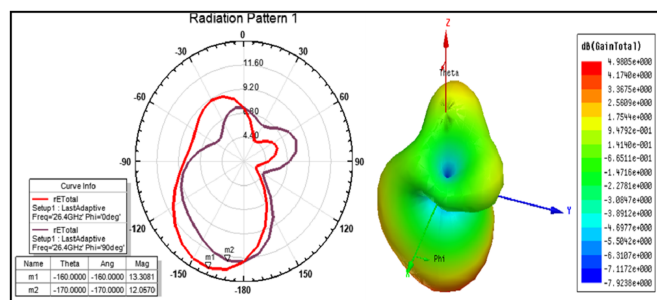 Radiation Pattern 1
0
-30
30
-60
60
-90
90
-120
120
-150
150
-180
11.60
9.20
6.80
4.40
m1
m2
Curve Info
rETotal
Setup1 : LastAdaptive
Freq='26.4GHz' Phi='0deg'
rETotal
Setup1 : LastAdaptive
Freq='26.4GHz' Phi='90deg'
Name Theta Ang Mag
m1 -160.0000 -160.0000 13.3081
m2 -170.0000 -170.0000 12.0570
Z
Theta
Y
Phi
dB(GainTotal)
4.9805e+000
4.1740e+000
3.3675e+000
2.5609e+000
1.7544e+000
9.4792e-001
1.4140e-001
-6.6511e-001
-1.4716e+000
-2.2781e+000
-3.0847e+000
-3.8912e+000
-4.6977e+000
-5.5042e+000
-6.3107e+000
-7.1172e+000
-7.9238e+000